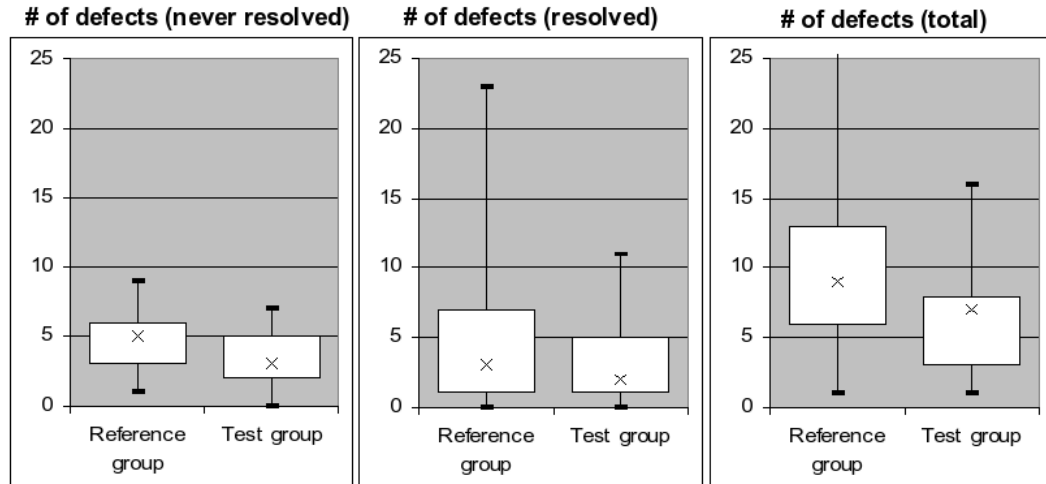 # of defects (never resolved)
25
20
15
10
5
0
Reference
group
Test group
# of defects (resolved)
25
20
15
10
5
0
Reference
group
Test group
# of defects (total)
25
20
15
10
5
0
Reference
group
Test group